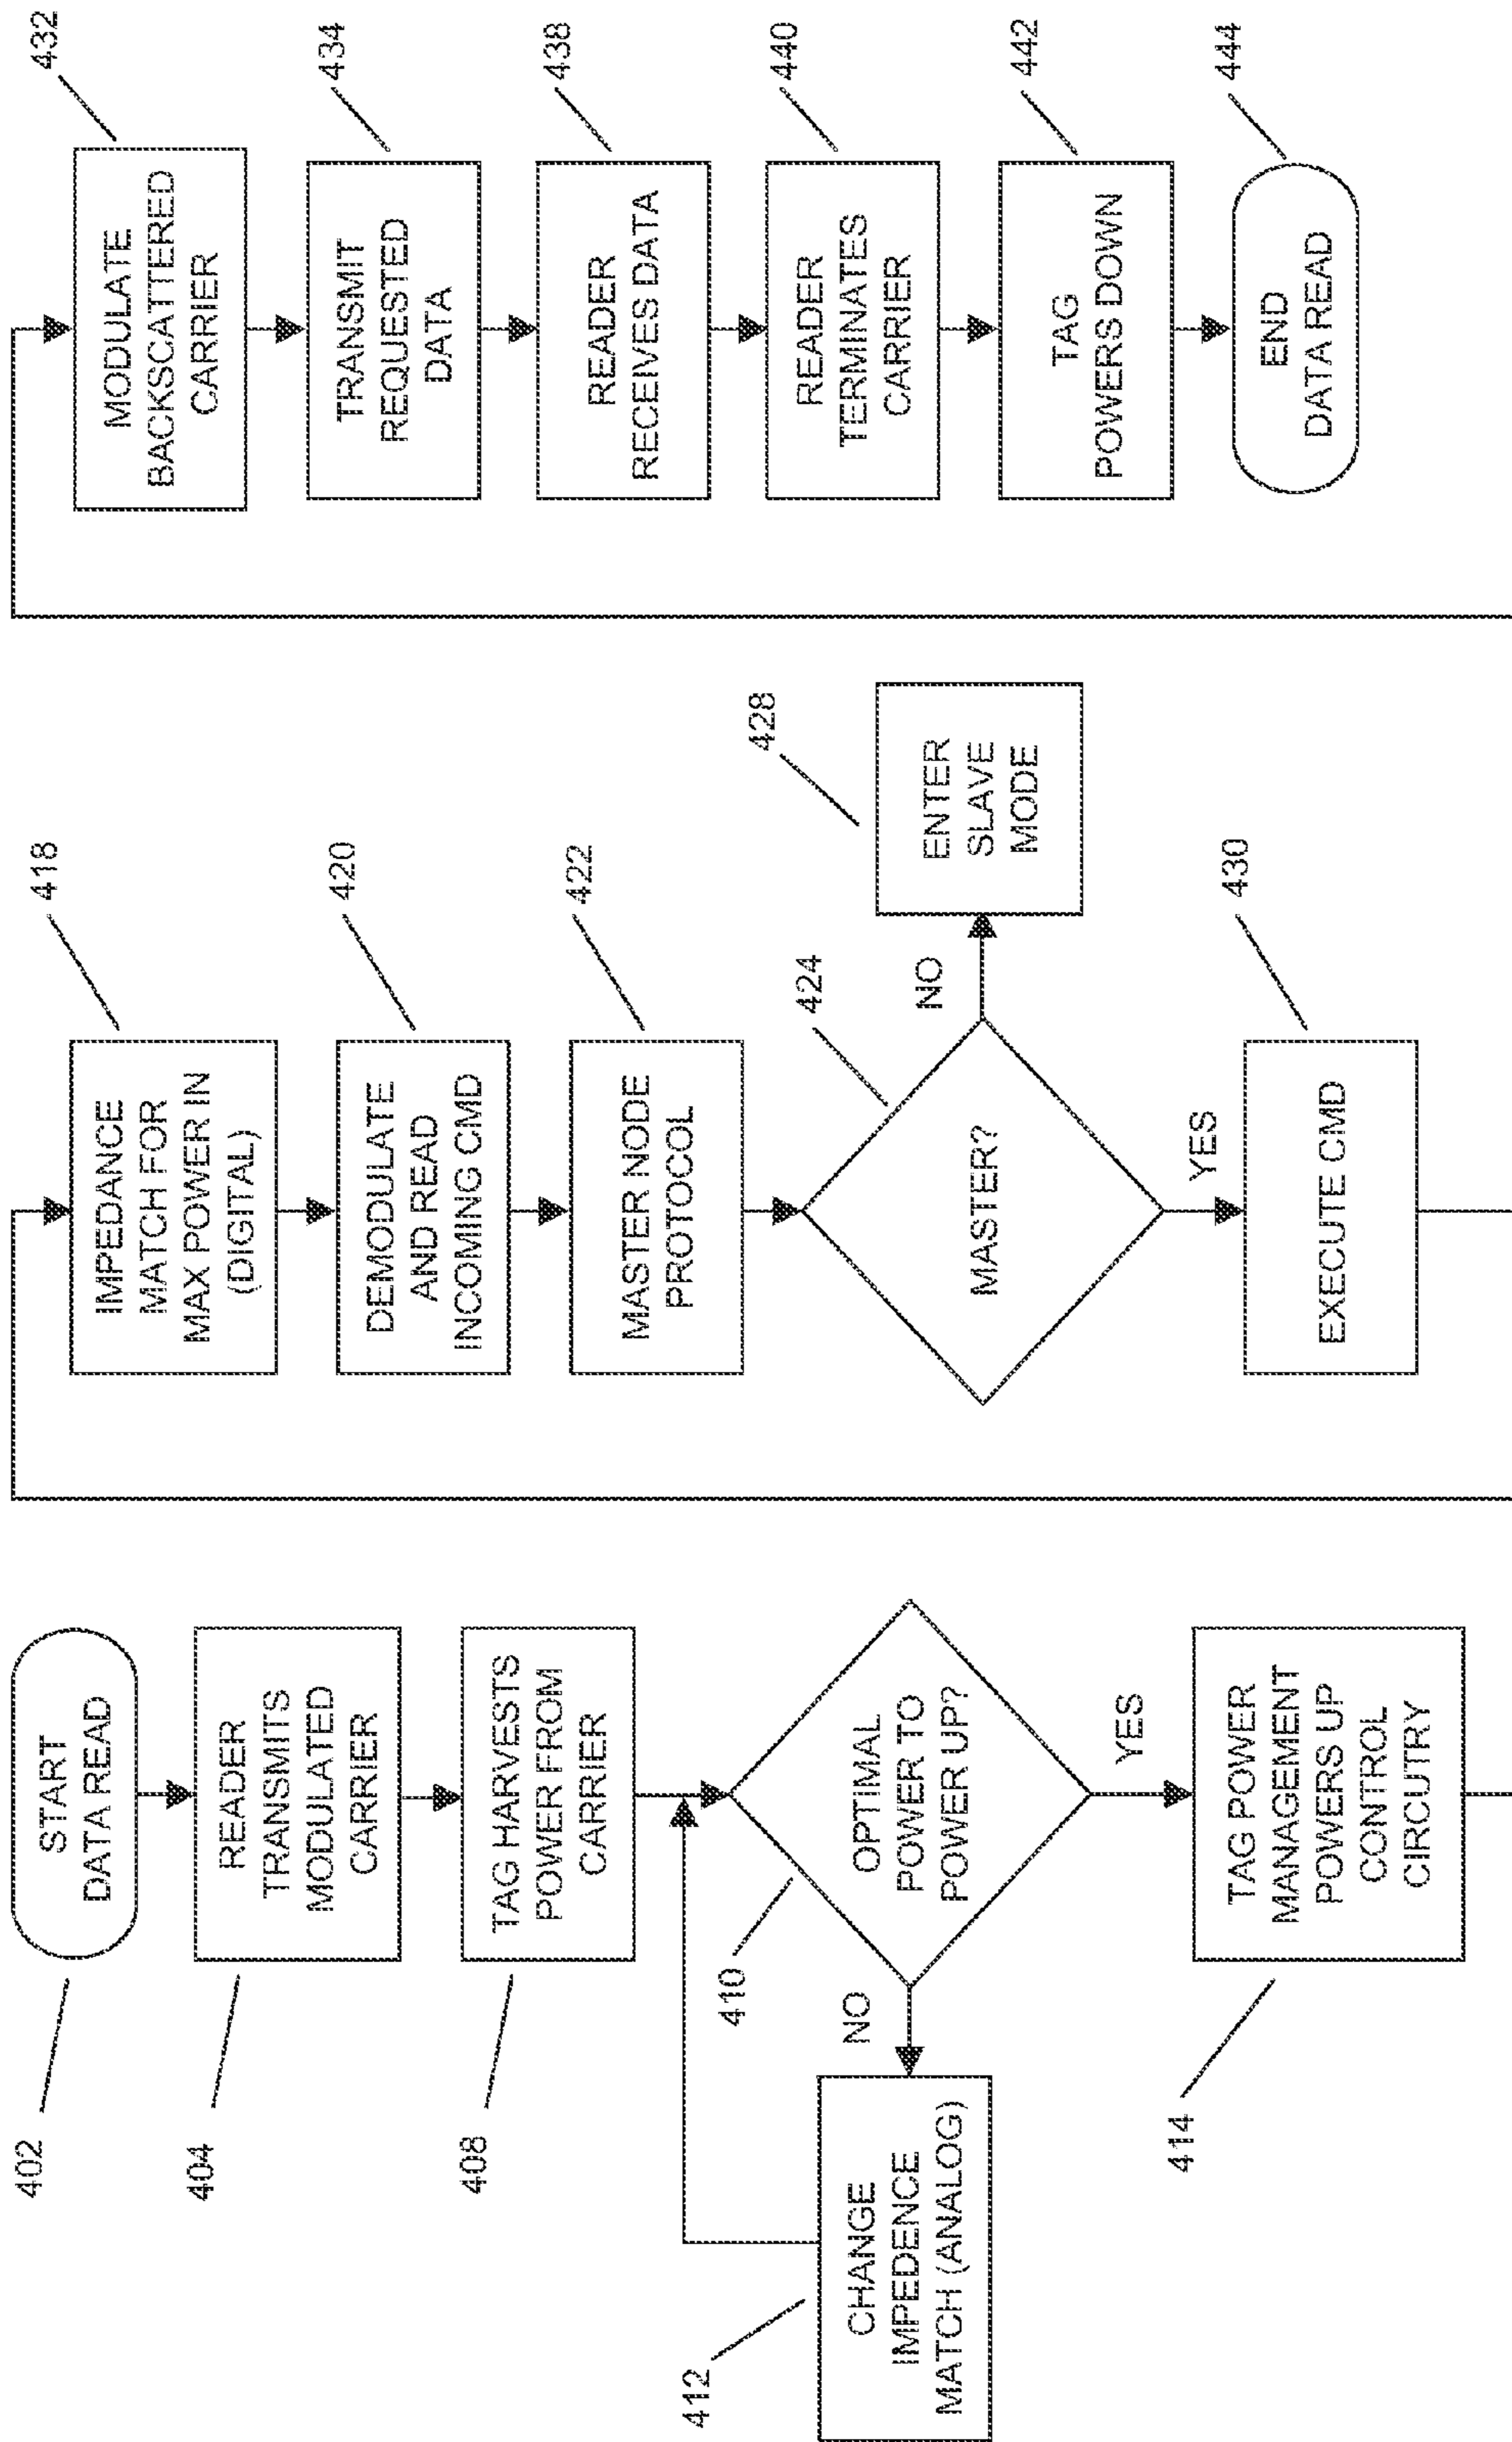 402
START
DATA READ
404
READER
TRANSMITS
MODULATED
CARRIER
408
TAG HARVESTS
POWER FROM
CARRIER
410
OPTIMAL
POWER TO
POWER UP?
NO
412
CHANGE
IMPEDENCE
MATCH (ANALOG)
YES
414
TAG POWER
MANAGEMENT
POWERS UP
CONTROL
CIRCUTRY
418
IMPEDANCE
MATCH FOR
MAX POWER IN
(DIGITAL)
420
DEMODULATE
AND READ
INCOMING CMD
422
MASTER NODE
PROTOCOL
424
MASTER?
NO
428
ENTER
SLAVE
MODE
YES
430
EXECUTE CMD
432
MODULATE
BACKSCATTERED
CARRIER
434
TRANSMIT
REQUESTED
DATA
438
READER
RECEIVES DATA
440
READER
TERMINATES
CARRIER
442
TAG
POWERS DOWN
444
END
DATA READ